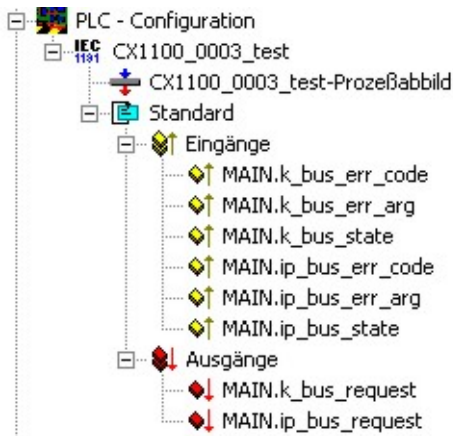 PLC - Configuration
IEC 1131 CX1100_0003_test
CX1100_0003_test-Prozeßabbild
Standard
Eingänge
MAIN.k_bus_err_code
MAIN.k_bus_err_arg
MAIN.k_bus_state
MAIN.ip_bus_err_code
MAIN.ip_bus_err_arg
MAIN.ip_bus_state
Ausgänge
MAIN.k_bus_request
MAIN.ip_bus_request